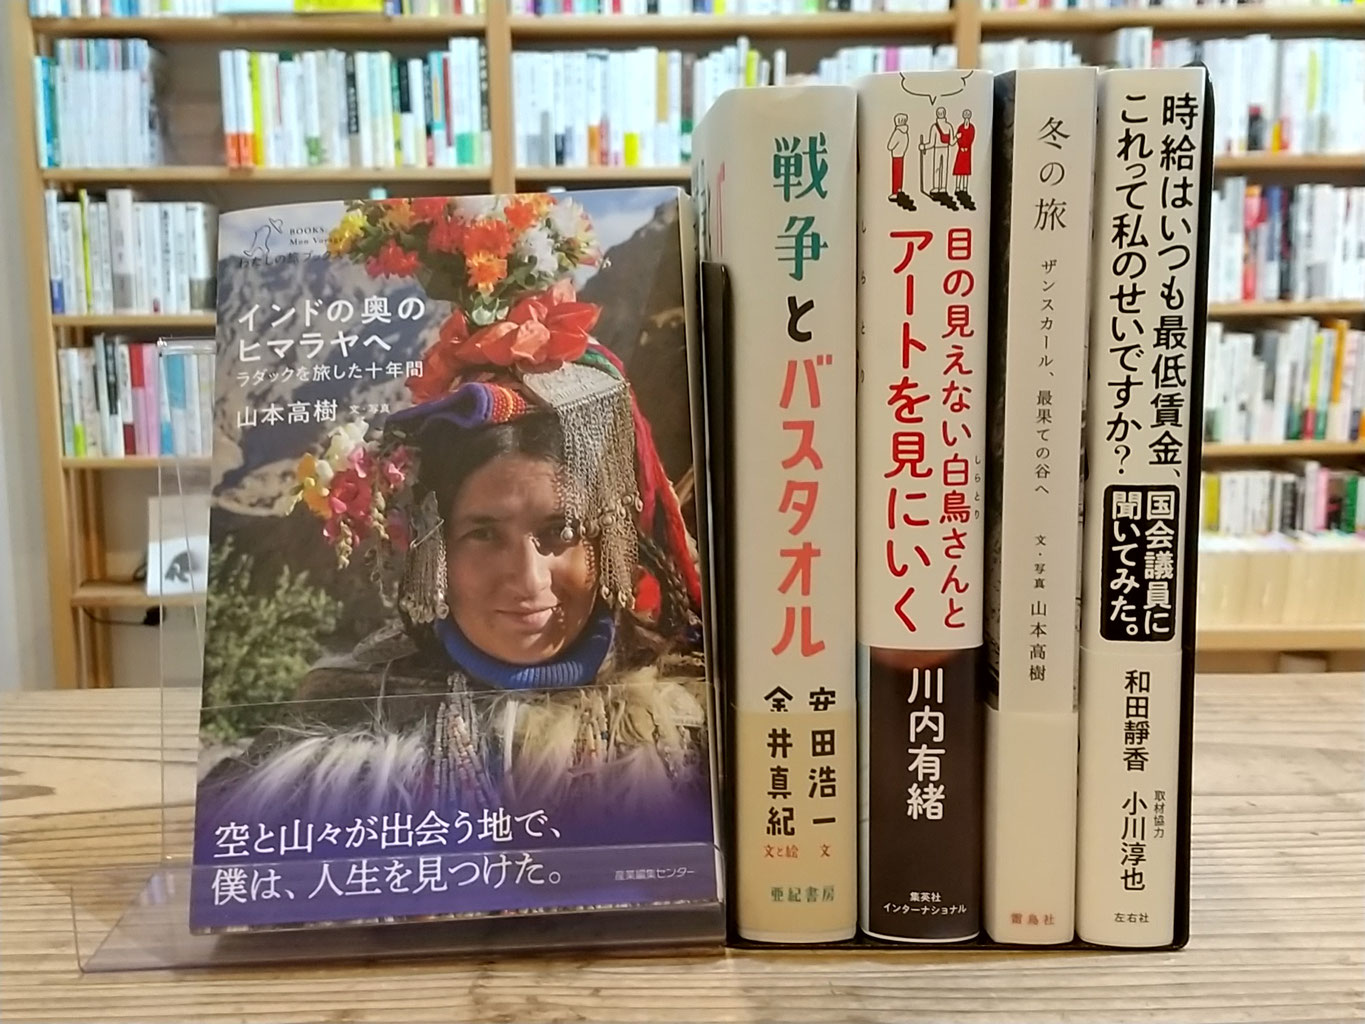 BOOKS
わたしの旅ブックス
インドの奥の
ヒマラヤへ
ラダックを旅した十年間
山本高樹 文・写真
空と山々が出会う地で、
僕は、人生を見つけた。
産業編集センター
戦争とバスタオル
安田浩一
文
金井真紀
文と絵
亜紀書房
目の見えない白鳥さんと
しらとり
アートを見にいく
川内有緒
集英社
インターナショナル
冬の旅
ザンスカール、最果ての谷へ
文・写真 山本高樹
雷鳥社
時給はいつも最低賃金、
これって私のせいですか?
国会議員に
聞いてみた。
和田靜香
取材協力
小川淳也
左右社